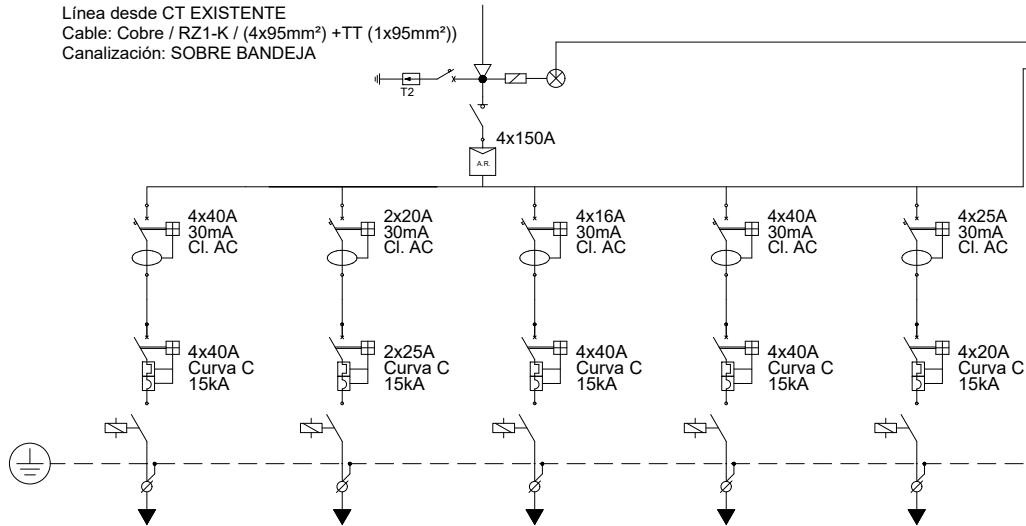 Línea desde CT EXISTENTE
Cable: Cobre / RZ1-K / (4x95mm²) +TT (1x95mm²))
Canalización: SOBRE BANDEJA
T2
4x150A
A.R.
4x40A
30mA
Cl. AC
2x20A
30mA
Cl. AC
4x16A
30mA
Cl. AC
4x40A
30mA
Cl. AC
4x25A
30mA
Cl. AC
4x40A
Curva C
15kA
2x25A
Curva C
15kA
4x40A
Curva C
15kA
4x40A
Curva C
15kA
4x20A
Curva C
15kA